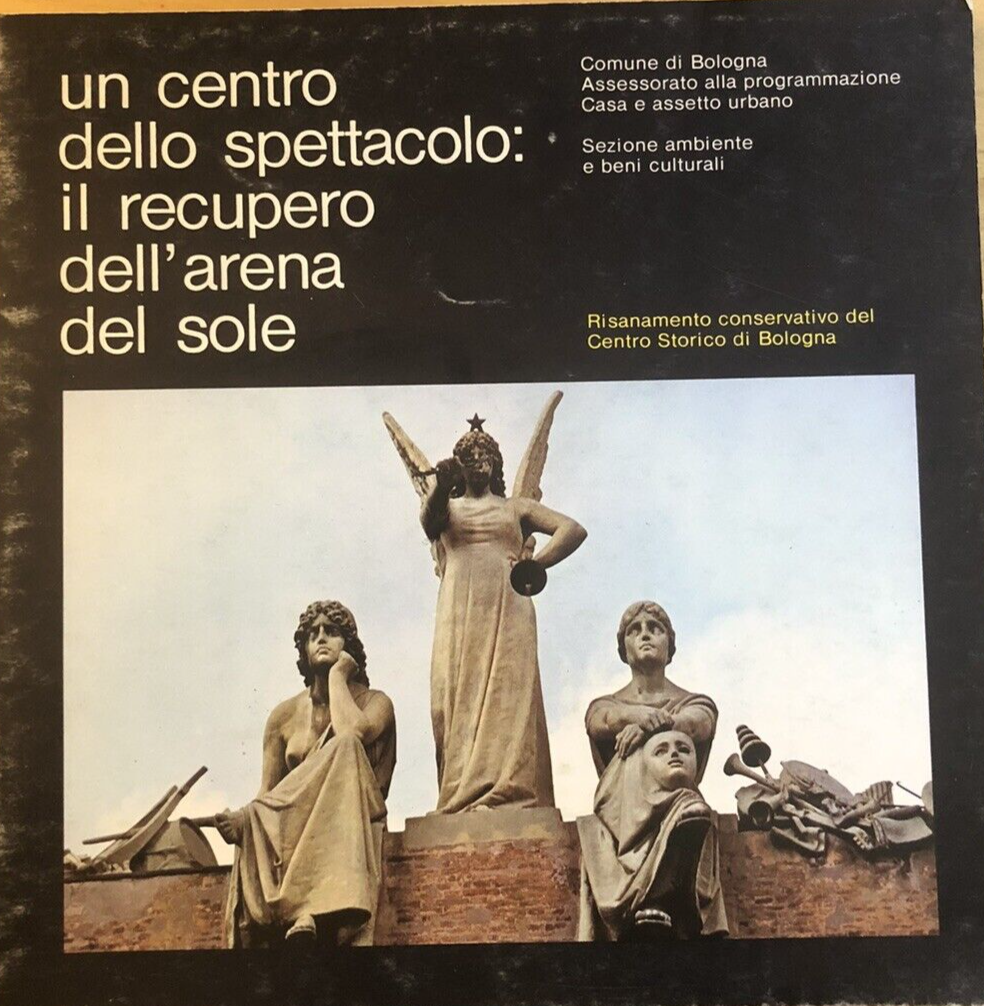 un centro
dello spettacolo:
il recupero
dell'arena
del sole
Comune di Bologna
Assessorato alla programmazione
Casa e assetto urbano
Sezione ambiente
e beni culturali
Risanamento conservativo del
Centro Storico di Bologna